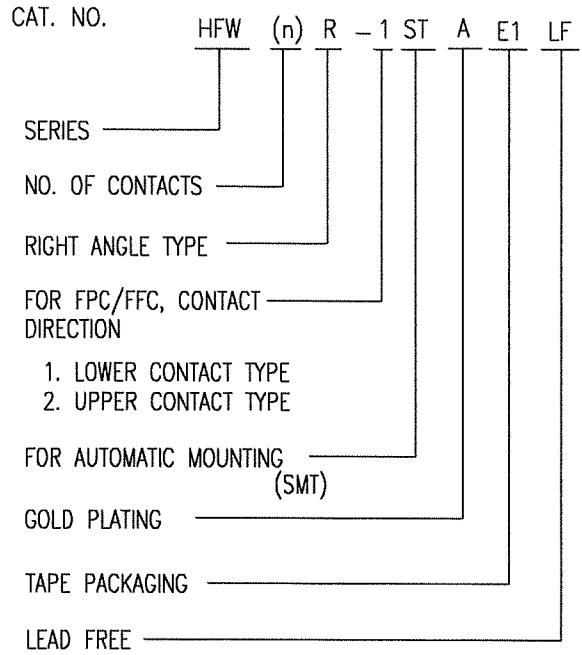 CAT. NO. HFW (n) R - 1 ST A E1 LF
SERIES
NO. OF CONTACTS
RIGHT ANGLE TYPE
FOR FPC/FFC, CONTACT
DIRECTION
1. LOWER CONTACT TYPE
2. UPPER CONTACT TYPE
FOR AUTOMATIC MOUNTING
(SMT)
GOLD PLATING
TAPE PACKAGING
LEAD FREE